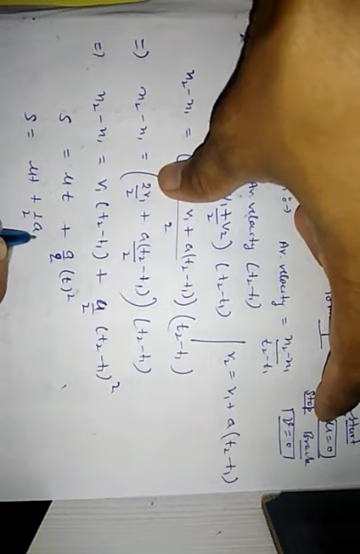 Start u=0
Stop Break v=0
Av. velocity = x₂-x₁ / t₂-t₁
Av. velocity (t₂-t₁)
v₁+v₂ / 2 (t₂-t₁)
x₂-x₁ = v₁ + a(t₂-t₁)) (t₂-t₁) | v₂ = v₁ + a(t₂-t₁)
⇒ x₂-x₁ = (2v₁/2 + a(t₂-t₁)/2) (t₂-t₁)
⇒ x₂-x₁ = v₁(t₂-t₁) + a/2 (t₂-t₁)²
S = ut + a/2 (t)²
S = ut + 1/2 a